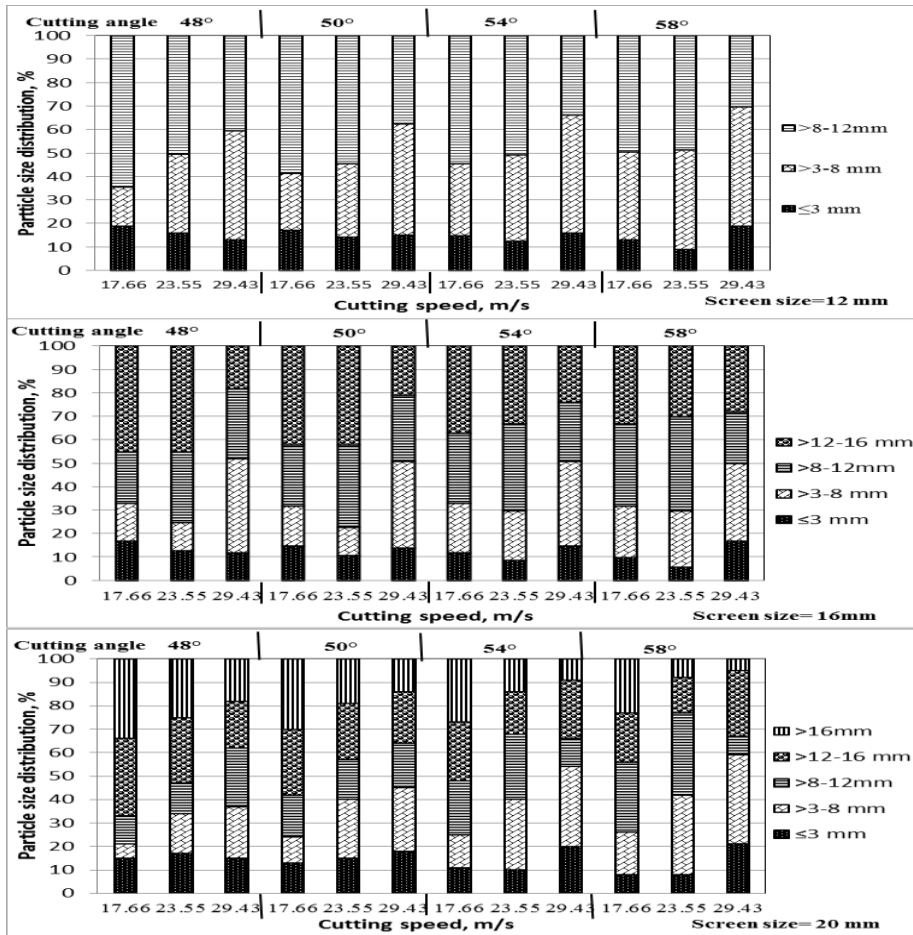 Cutting angle 48° 50° 54° 58°
Partticle size distribution, %
100
90
80
70
60
50
40
30
20
10
0
>8-12mm
>3-8 mm
≤3 mm
17.66 23.55 29.43 17.66 23.55 29.43 17.66 23.55 29.43 17.66 23.55 29.43
Cutting speed, m/s
Screen size=12 mm
Cutting angle 48° 50° 54° 58°
Particle size distribution, %
100
90
80
70
60
50
40
30
20
10
0
>12-16 mm
>8-12mm
>3-8 mm
≤3 mm
17.66 23.55 29.43 17.66 23.55 29.43 17.66 23.55 29.43 17.66 23.55 29.43
Cutting speed, m/s
Screen size= 16mm
Cutting angle 48° 50° 54° 58°
Particle size distribution, %
100
90
80
70
60
50
40
30
20
10
0
>16mm
>12-16 mm
>8-12mm
>3-8 mm
≤3 mm
17.66 23.55 29.43 17.66 23.55 29.43 17.66 23.55 29.43 17.66 23.55 29.43
Cutting speed, m/s
Screen size= 20 mm